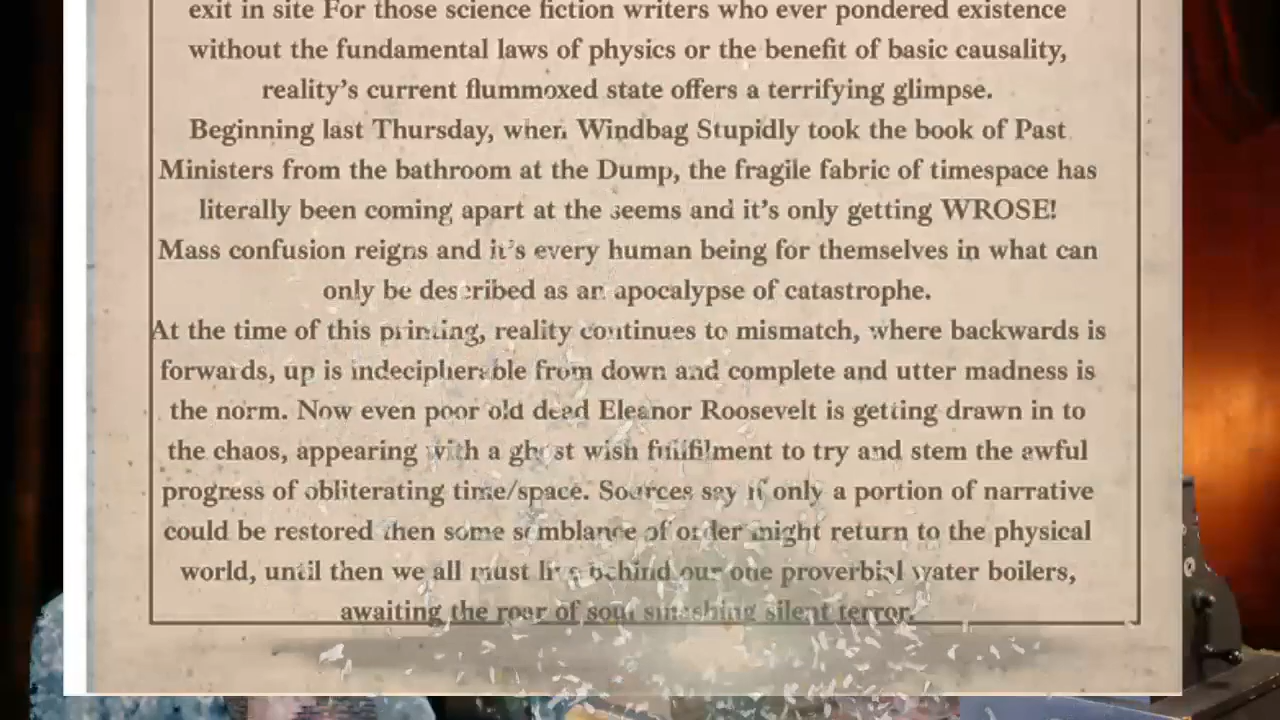 exit in site For those science fiction writers who ever pondered existence
without the fundamental laws of physics or the benefit of basic causality,
reality's current flummoxed state offers a terrifying glimpse.
Beginning last Thursday, when Windbag Stupidly took the book of Past
Ministers from the bathroom at the Dump, the fragile fabric of timespace has
literally been coming apart at the seems and it's only getting WROSE!
Mass confusion reigns and it's every human being for themselves in what can
only be described as an apocalypse of catastrophe.
At the time of this printing, reality continues to mismatch, where backwards is
forwards, up is indecipherable from down and complete and utter madness is
the norm. Now even poor old dead Eleanor Roosevelt is getting drawn in to
the chaos, appearing with a ghost wish fullfilment to try and stem the awful
progress of obliterating time/space. Sources say if only a portion of narrative
could be restored then some semblance of order might return to the physical
world, until then we all must live behind our one proverbial water boilers,
awaiting the roar of soul smashing silent terror.